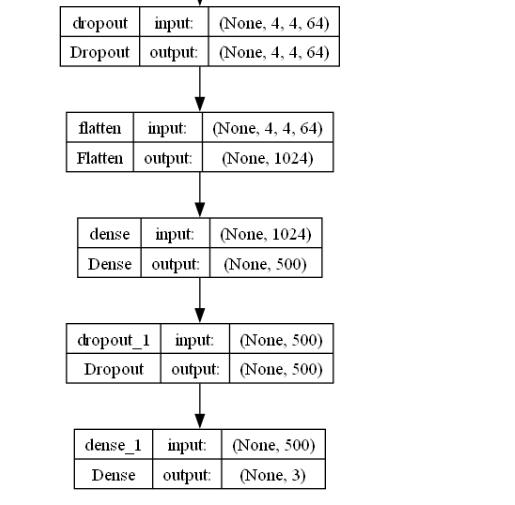 dropout input: (None, 4, 4, 64)
Dropout output: (None, 4, 4, 64)
flatten input: (None, 4, 4, 64)
Flatten output: (None, 1024)
dense input: (None, 1024)
Dense output: (None, 500)
dropout_1 input: (None, 500)
Dropout output: (None, 500)
dense_1 input: (None, 500)
Dense output: (None, 3)